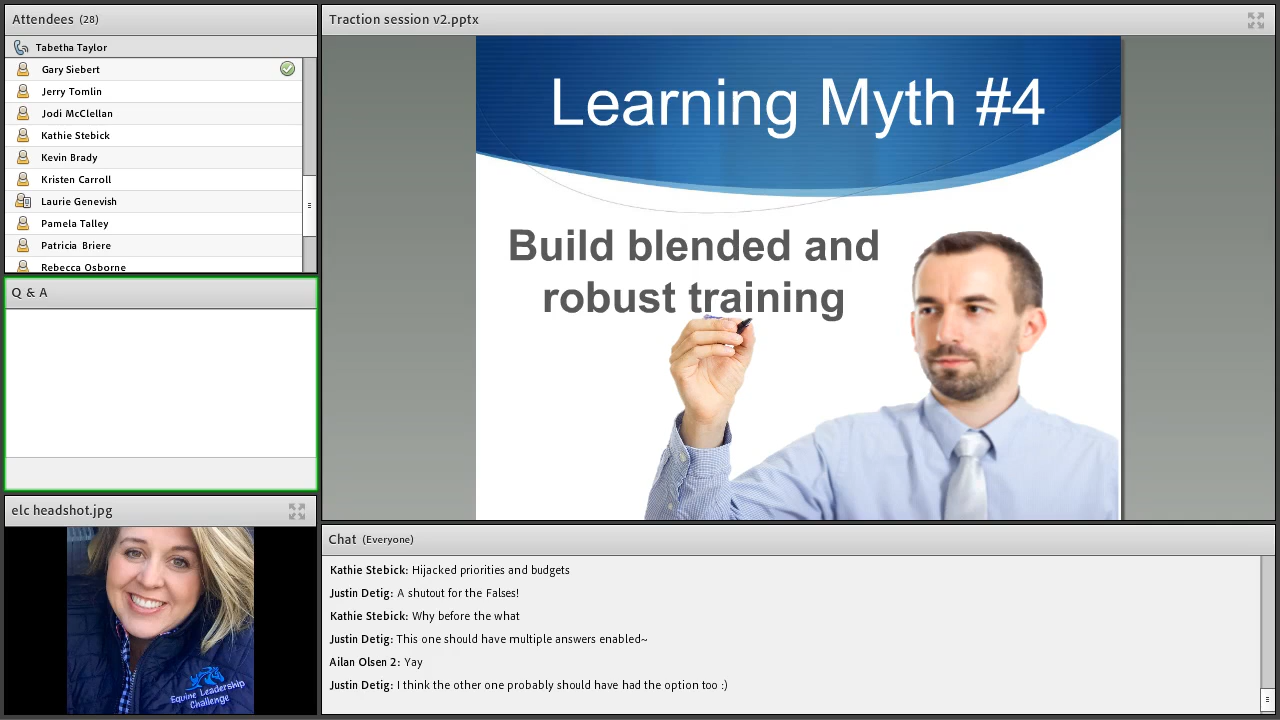 Attendees (28)
Tabetha Taylor
Gary Siebert
Jerry Tomlin
Jodi McClellan
Kathie Stebick
Kevin Brady
Kristen Carroll
Laurie Genevish
Pamela Talley
Patricia Briere
Rebecca Osborne
Q & A
elc headshot.jpg
Equine Leadership
Challenge
Traction session v2.pptx
Learning Myth #4
Build blended and
robust training
Chat (Everyone)
Kathie Stebick: Hijacked priorities and budgets
Justin Detig: A shutout for the Falses!
Kathie Stebick: Why before the what
Justin Detig: This one should have multiple answers enabled~
Ailan Olsen 2: Yay
Justin Detig: I think the other one probably should have had the option too :)